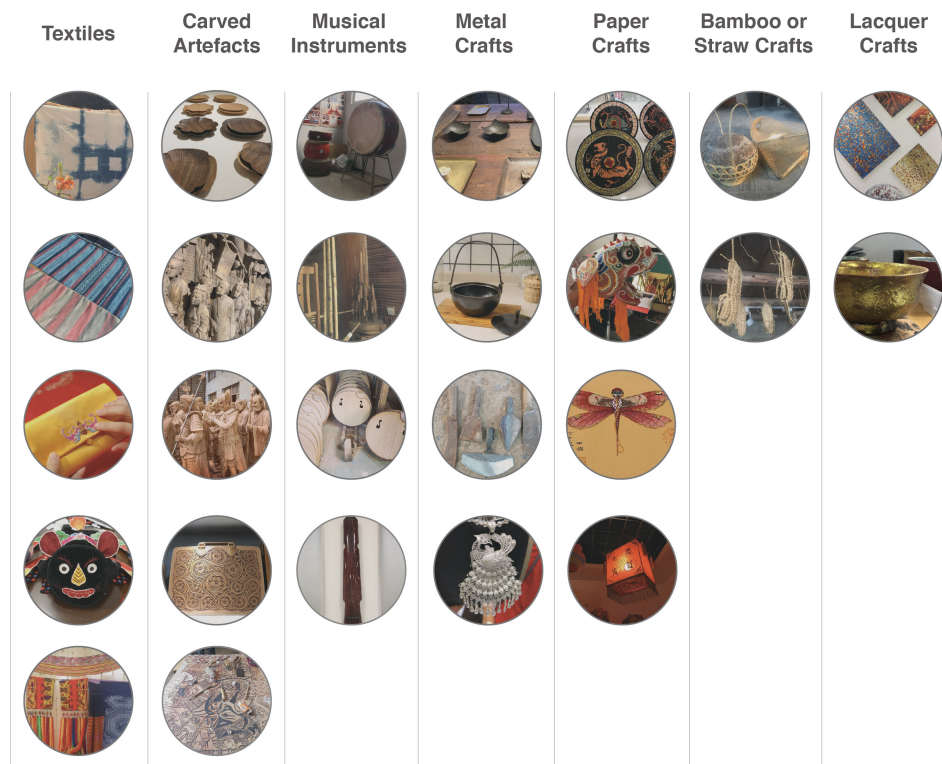 Textiles
Carved
Artefacts
Musical
Instruments
Metal
Crafts
Paper
Crafts
Bamboo or
Straw Crafts
Lacquer
Crafts